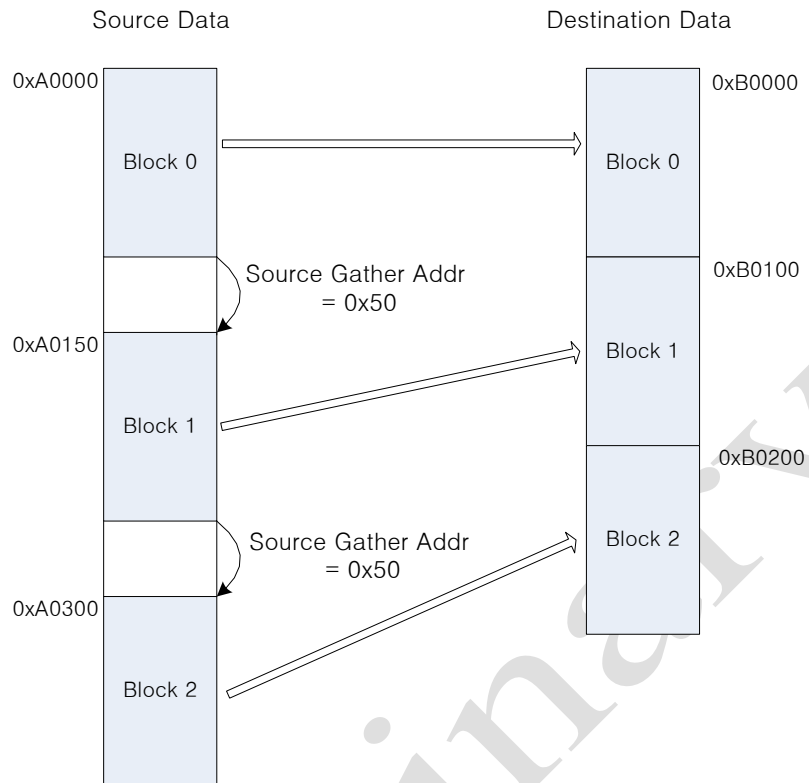 Source Data
Destination Data
0xA0000
0xB0000
Block 0
Block 0
Source Gather Addr
= 0x50
0xB0100
0xA0150
Block 1
Block 1
0xB0200
Source Gather Addr
= 0x50
Block 2
0xA0300
Block 2